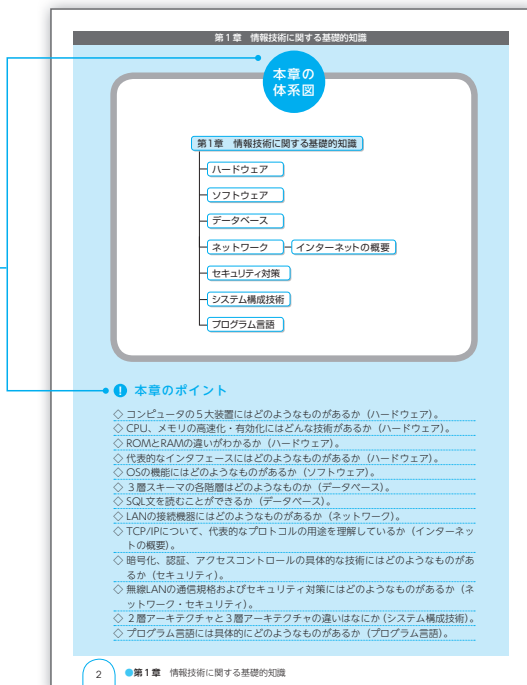 第1章 情報技術に関する基礎的知識
本章の
体系図
第1章 情報技術に関する基礎的知識
ハードウェア
ソフトウェア
データベース
ネットワーク インターネットの概要
セキュリティ対策
システム構成技術
プログラム言語
! 本章のポイント
◇ コンピュータの5大装置にはどのようなものがあるか（ハードウェア）。
◇ CPU、メモリの高速化・有効化にはどんな技術があるか（ハードウェア）。
◇ ROMとRAMの違いがわかるか（ハードウェア）。
◇ 代表的なインタフェースにはどのようなものがあるか（ハードウェア）。
◇ OSの機能にはどのようなものがあるか（ソフトウェア）。
◇ 3層スキーマの各階層はどのようなものか（データベース）。
◇ SQL文を読むことができるか（データベース）。
◇ LANの接続機器にはどのようなものがあるか（ネットワーク）。
◇ TCP/IPについて、代表的なプロトコルの用途を理解しているか（インターネッ
トの概要）。
◇ 暗号化、認証、アクセスコントロールの具体的な技術にはどのようなものがあ
るか（セキュリティ）。
◇ 無線LANの通信規格およびセキュリティ対策にはどのようなものがあるか（ネ
ットワーク・セキュリティ）。
◇ 2層アーキテクチャと3層アーキテクチャの違いはなにか（システム構成技術）。
◇ プログラム言語には具体的にどのようなものがあるか（プログラム言語）。
2 ●第1章 情報技術に関する基礎的知識